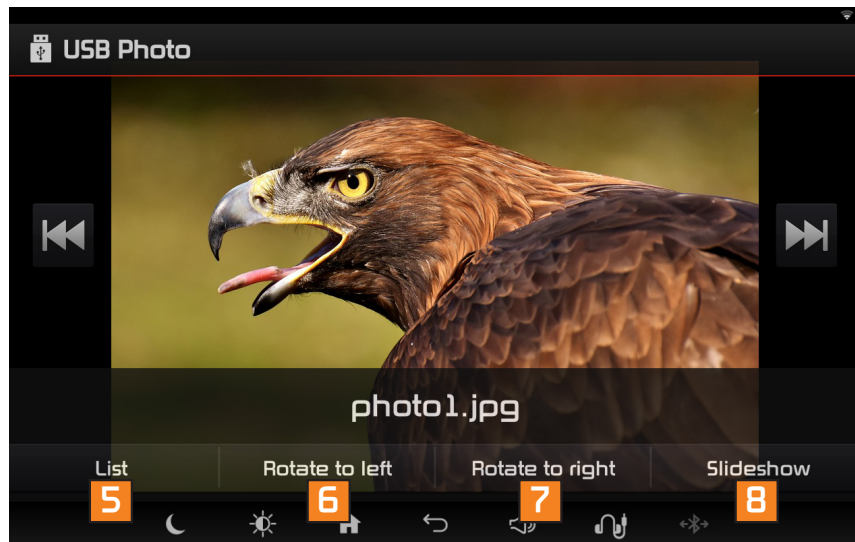 USB Photo
photo1.jpg
List
Rotate to left
Rotate to right
Slideshow
5
6
7
8